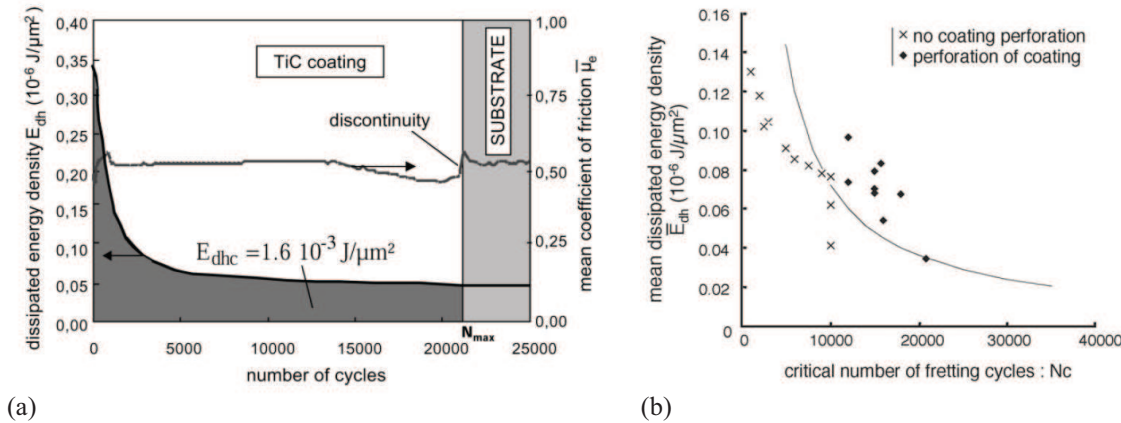 0,40
0,35
0,30
0,25
0,20
0,15
0,10
0,05
0,00
dissipated energy density E_dh (10⁻⁶ J/µm²)
TiC coating
discontinuity
SUBSTRATE
E_dhc = 1.6 10⁻³ J/µm²
N_max
0 5000 10000 15000 20000 25000
number of cycles
1,00
0,75
0,50
0,25
0,00
mean coefficient of friction µ̅_e
(a)
0.16
0.14
0.12
0.10
0.08
0.06
0.04
0.02
0
mean dissipated energy density
E̅_dh (10⁻⁶ J/µm²)
× no coating perforation
◆ perforation of coating
0 10000 20000 30000 40000
critical number of fretting cycles : Nc
(b)